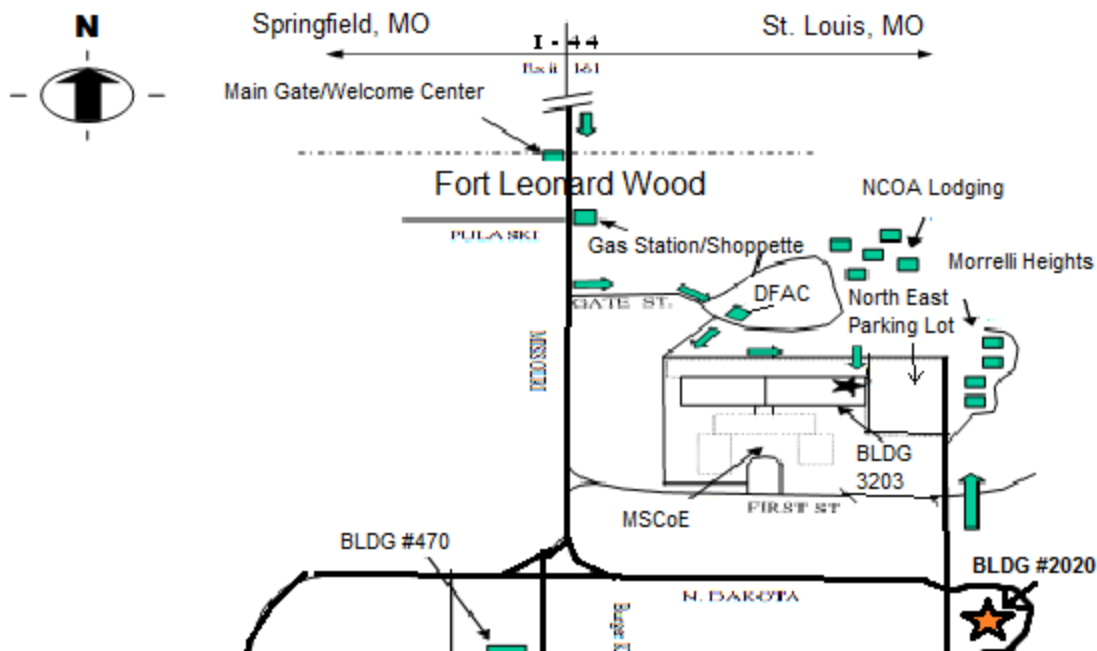 N
Springfield, MO
St. Louis, MO
I - 44
Exit 161
Main Gate/Welcome Center
Fort Leonard Wood
NCOA Lodging
PULASKI
Gas Station/Shoppette
Morrelli Heights
DFAC
North East
Parking Lot
GATE ST.
MISSOURI
BLDG
3203
MSCoE
FIRST ST
BLDG #470
BLDG #2020
N. DAKOTA
Burger